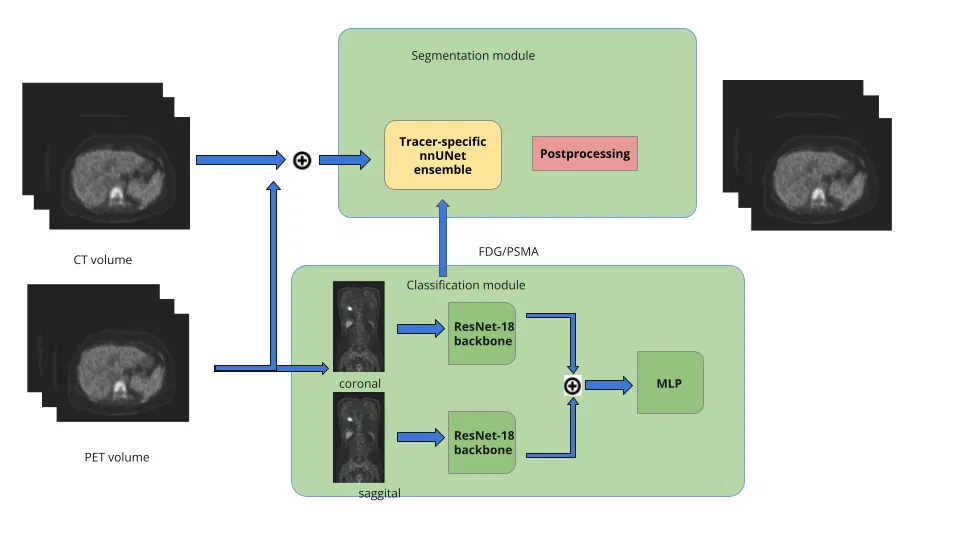 Segmentation module
Tracer-specific
nnUNet
ensemble
Postprocessing
CT volume
FDG/PSMA
Classification module
ResNet-18
backbone
coronal
MLP
ResNet-18
backbone
PET volume
saggital